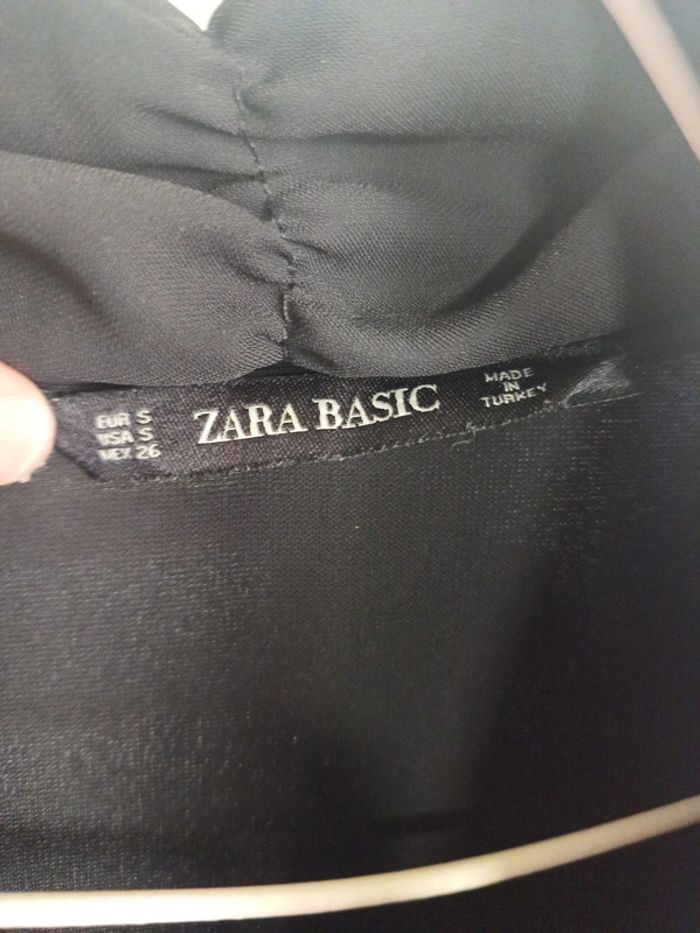 EUR S
USA S
MEX 26
ZARA BASIC
MADE
IN
TURKEY